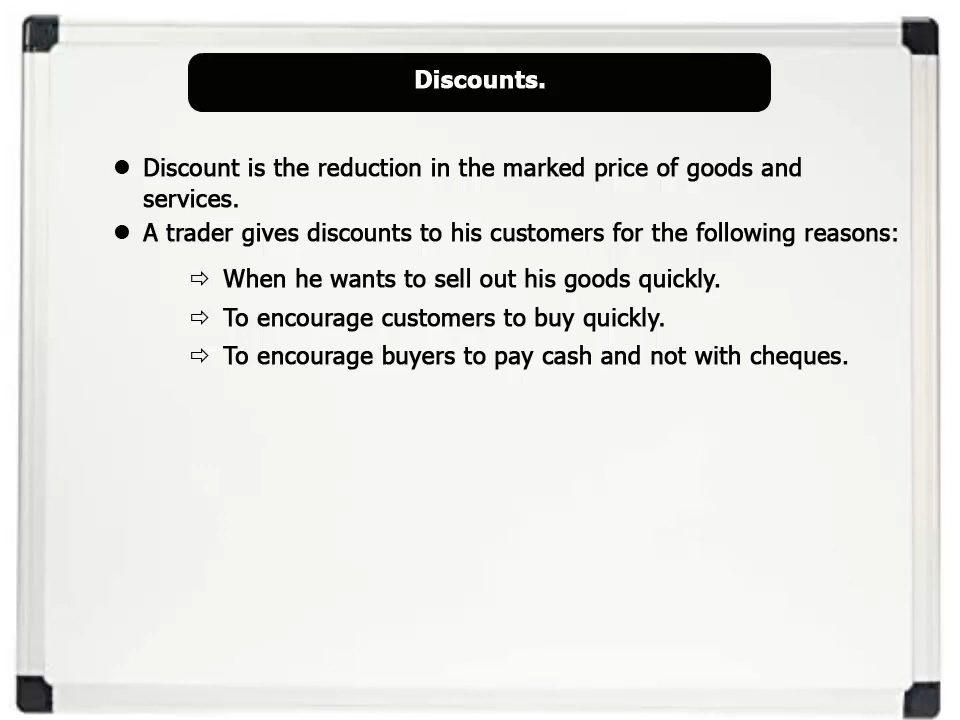 Discounts.
● Discount is the reduction in the marked price of goods and
services.
● A trader gives discounts to his customers for the following reasons:
⇨ When he wants to sell out his goods quickly.
⇨ To encourage customers to buy quickly.
⇨ To encourage buyers to pay cash and not with cheques.